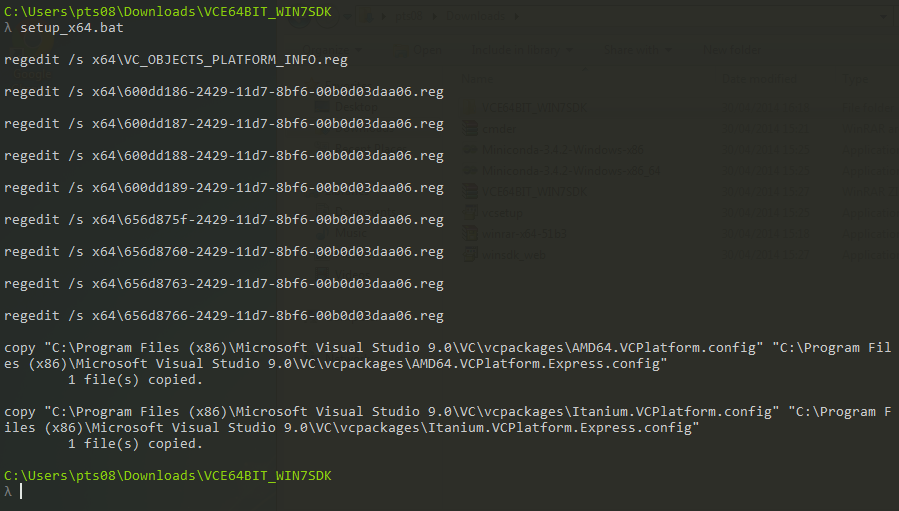 C:\Users\pts08\Downloads\VCE64BIT_WIN7SDK
λ setup_x64.bat
regedit /s x64\VC_OBJECTS_PLATFORM_INFO.reg
regedit /s x64\600dd186-2429-11d7-8bf6-00b0d03daa06.reg
regedit /s x64\600dd187-2429-11d7-8bf6-00b0d03daa06.reg
regedit /s x64\600dd188-2429-11d7-8bf6-00b0d03daa06.reg
regedit /s x64\600dd189-2429-11d7-8bf6-00b0d03daa06.reg
regedit /s x64\656d875f-2429-11d7-8bf6-00b0d03daa06.reg
regedit /s x64\656d8760-2429-11d7-8bf6-00b0d03daa06.reg
regedit /s x64\656d8763-2429-11d7-8bf6-00b0d03daa06.reg
regedit /s x64\656d8766-2429-11d7-8bf6-00b0d03daa06.reg
copy "C:\Program Files (x86)\Microsoft Visual Studio 9.0\VC\vcpackages\AMD64.VCPlatform.config" "C:\Program Fil
es (x86)\Microsoft Visual Studio 9.0\VC\vcpackages\AMD64.VCPlatform.Express.config"
1 file(s) copied.
copy "C:\Program Files (x86)\Microsoft Visual Studio 9.0\VC\vcpackages\Itanium.VCPlatform.config" "C:\Program F
iles (x86)\Microsoft Visual Studio 9.0\VC\vcpackages\Itanium.VCPlatform.Express.config"
1 file(s) copied.
C:\Users\pts08\Downloads\VCE64BIT_WIN7SDK
λ